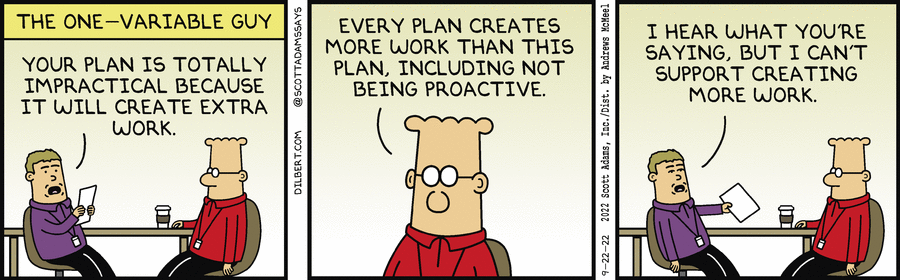 THE ONE-VARIABLE GUY
YOUR PLAN IS TOTALLY
IMPRACTICAL BECAUSE
IT WILL CREATE EXTRA
WORK.
DILBERT.COM
@SCOTTADAMSSAYS
EVERY PLAN CREATES
MORE WORK THAN THIS
PLAN, INCLUDING NOT
BEING PROACTIVE.
9-22-22 2022 Scott Adams, Inc./Dist. by Andrews McMeel
I HEAR WHAT YOU'RE
SAYING, BUT I CAN'T
SUPPORT CREATING
MORE WORK.